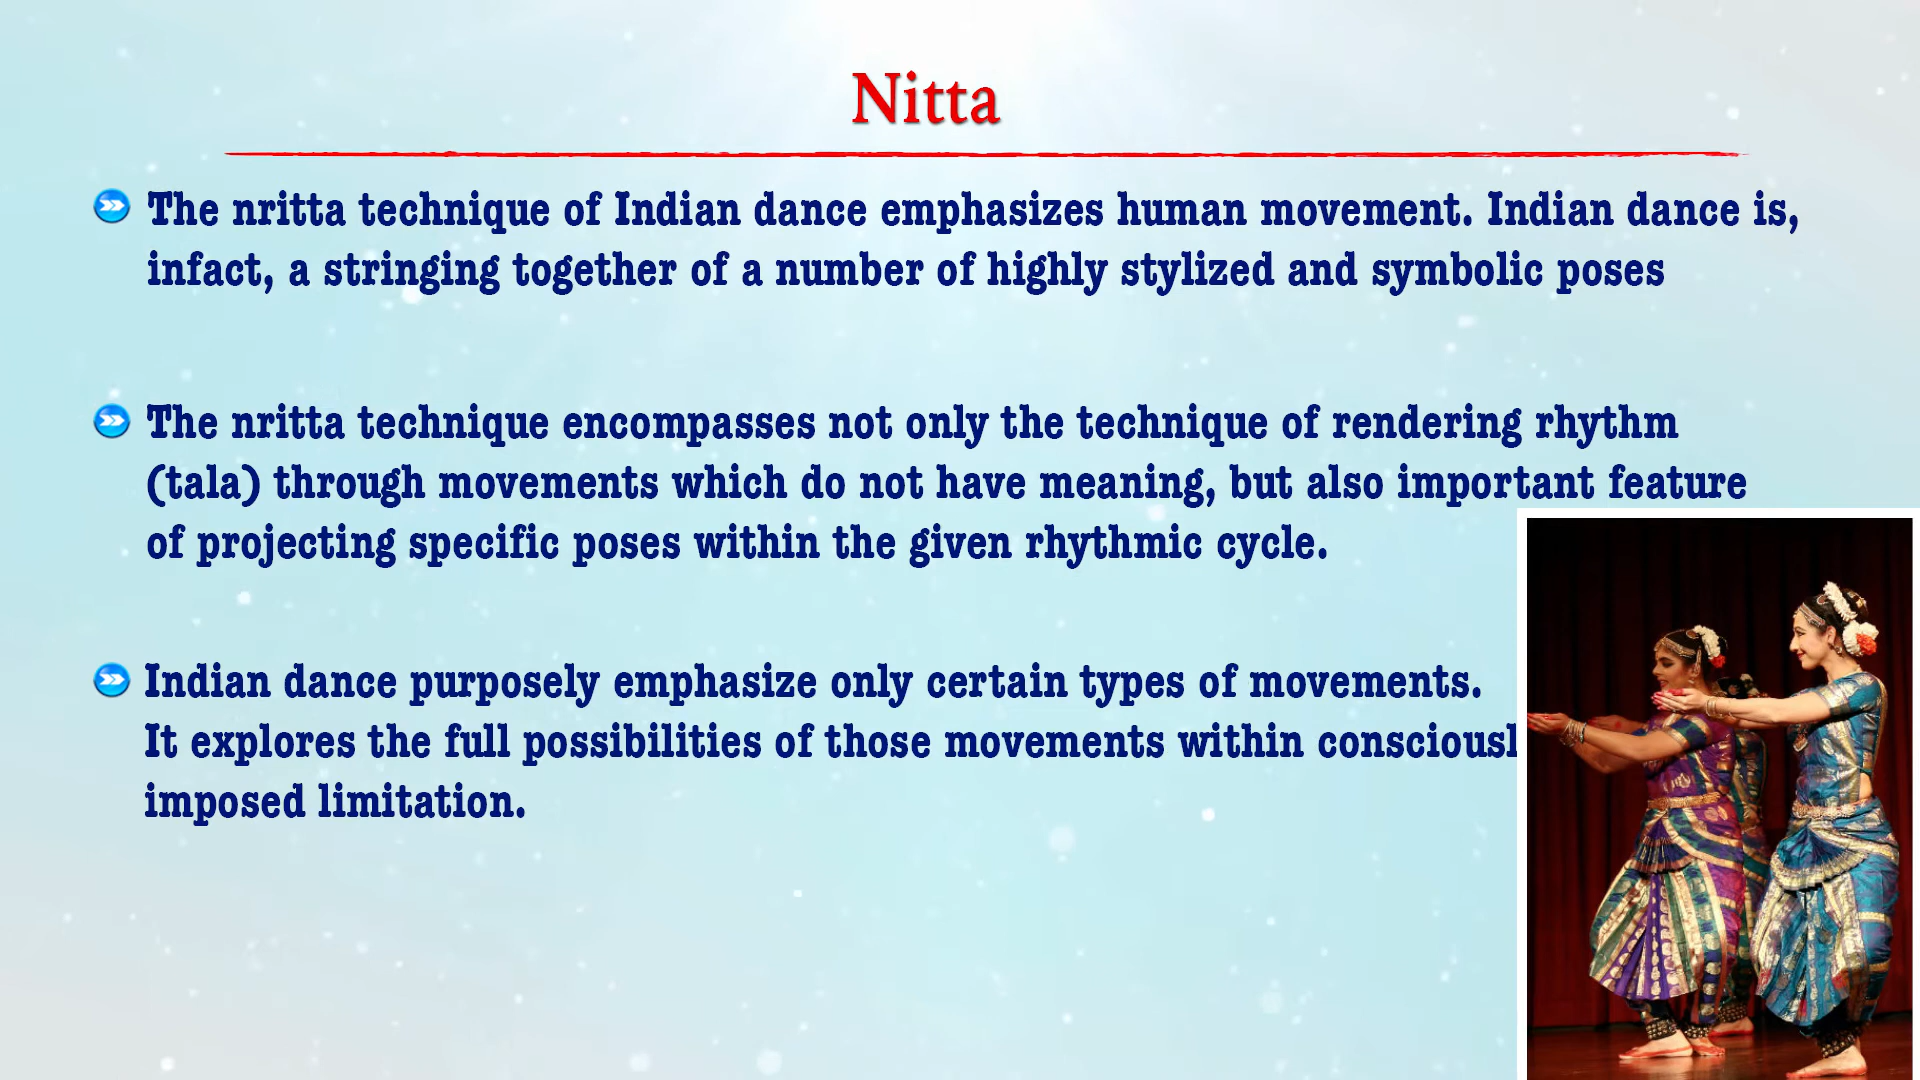 Nitta
The nritta technique of Indian dance emphasizes human movement. Indian dance is,
infact, a stringing together of a number of highly stylized and symbolic poses
The nritta technique encompasses not only the technique of rendering rhythm
(tala) through movements which do not have meaning, but also important feature
of projecting specific poses within the given rhythmic cycle.
Indian dance purposely emphasize only certain types of movements.
It explores the full possibilities of those movements within consciousl
imposed limitation.